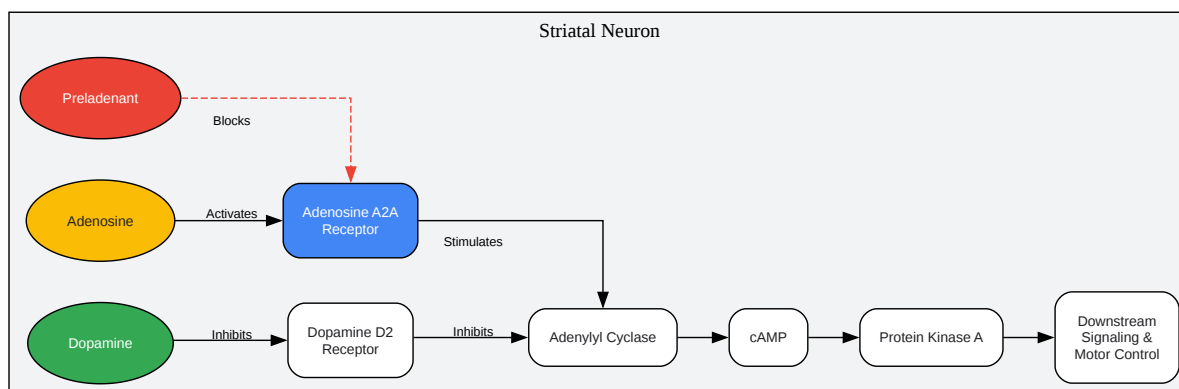 Striatal Neuron
Preladenant
Blocks
Adenosine
Activates
Adenosine A2A
Receptor
Stimulates
Dopamine
Inhibits
Dopamine D2
Receptor
Inhibits
Adenylyl Cyclase
cAMP
Protein Kinase A
Downstream
Signaling &
Motor Control